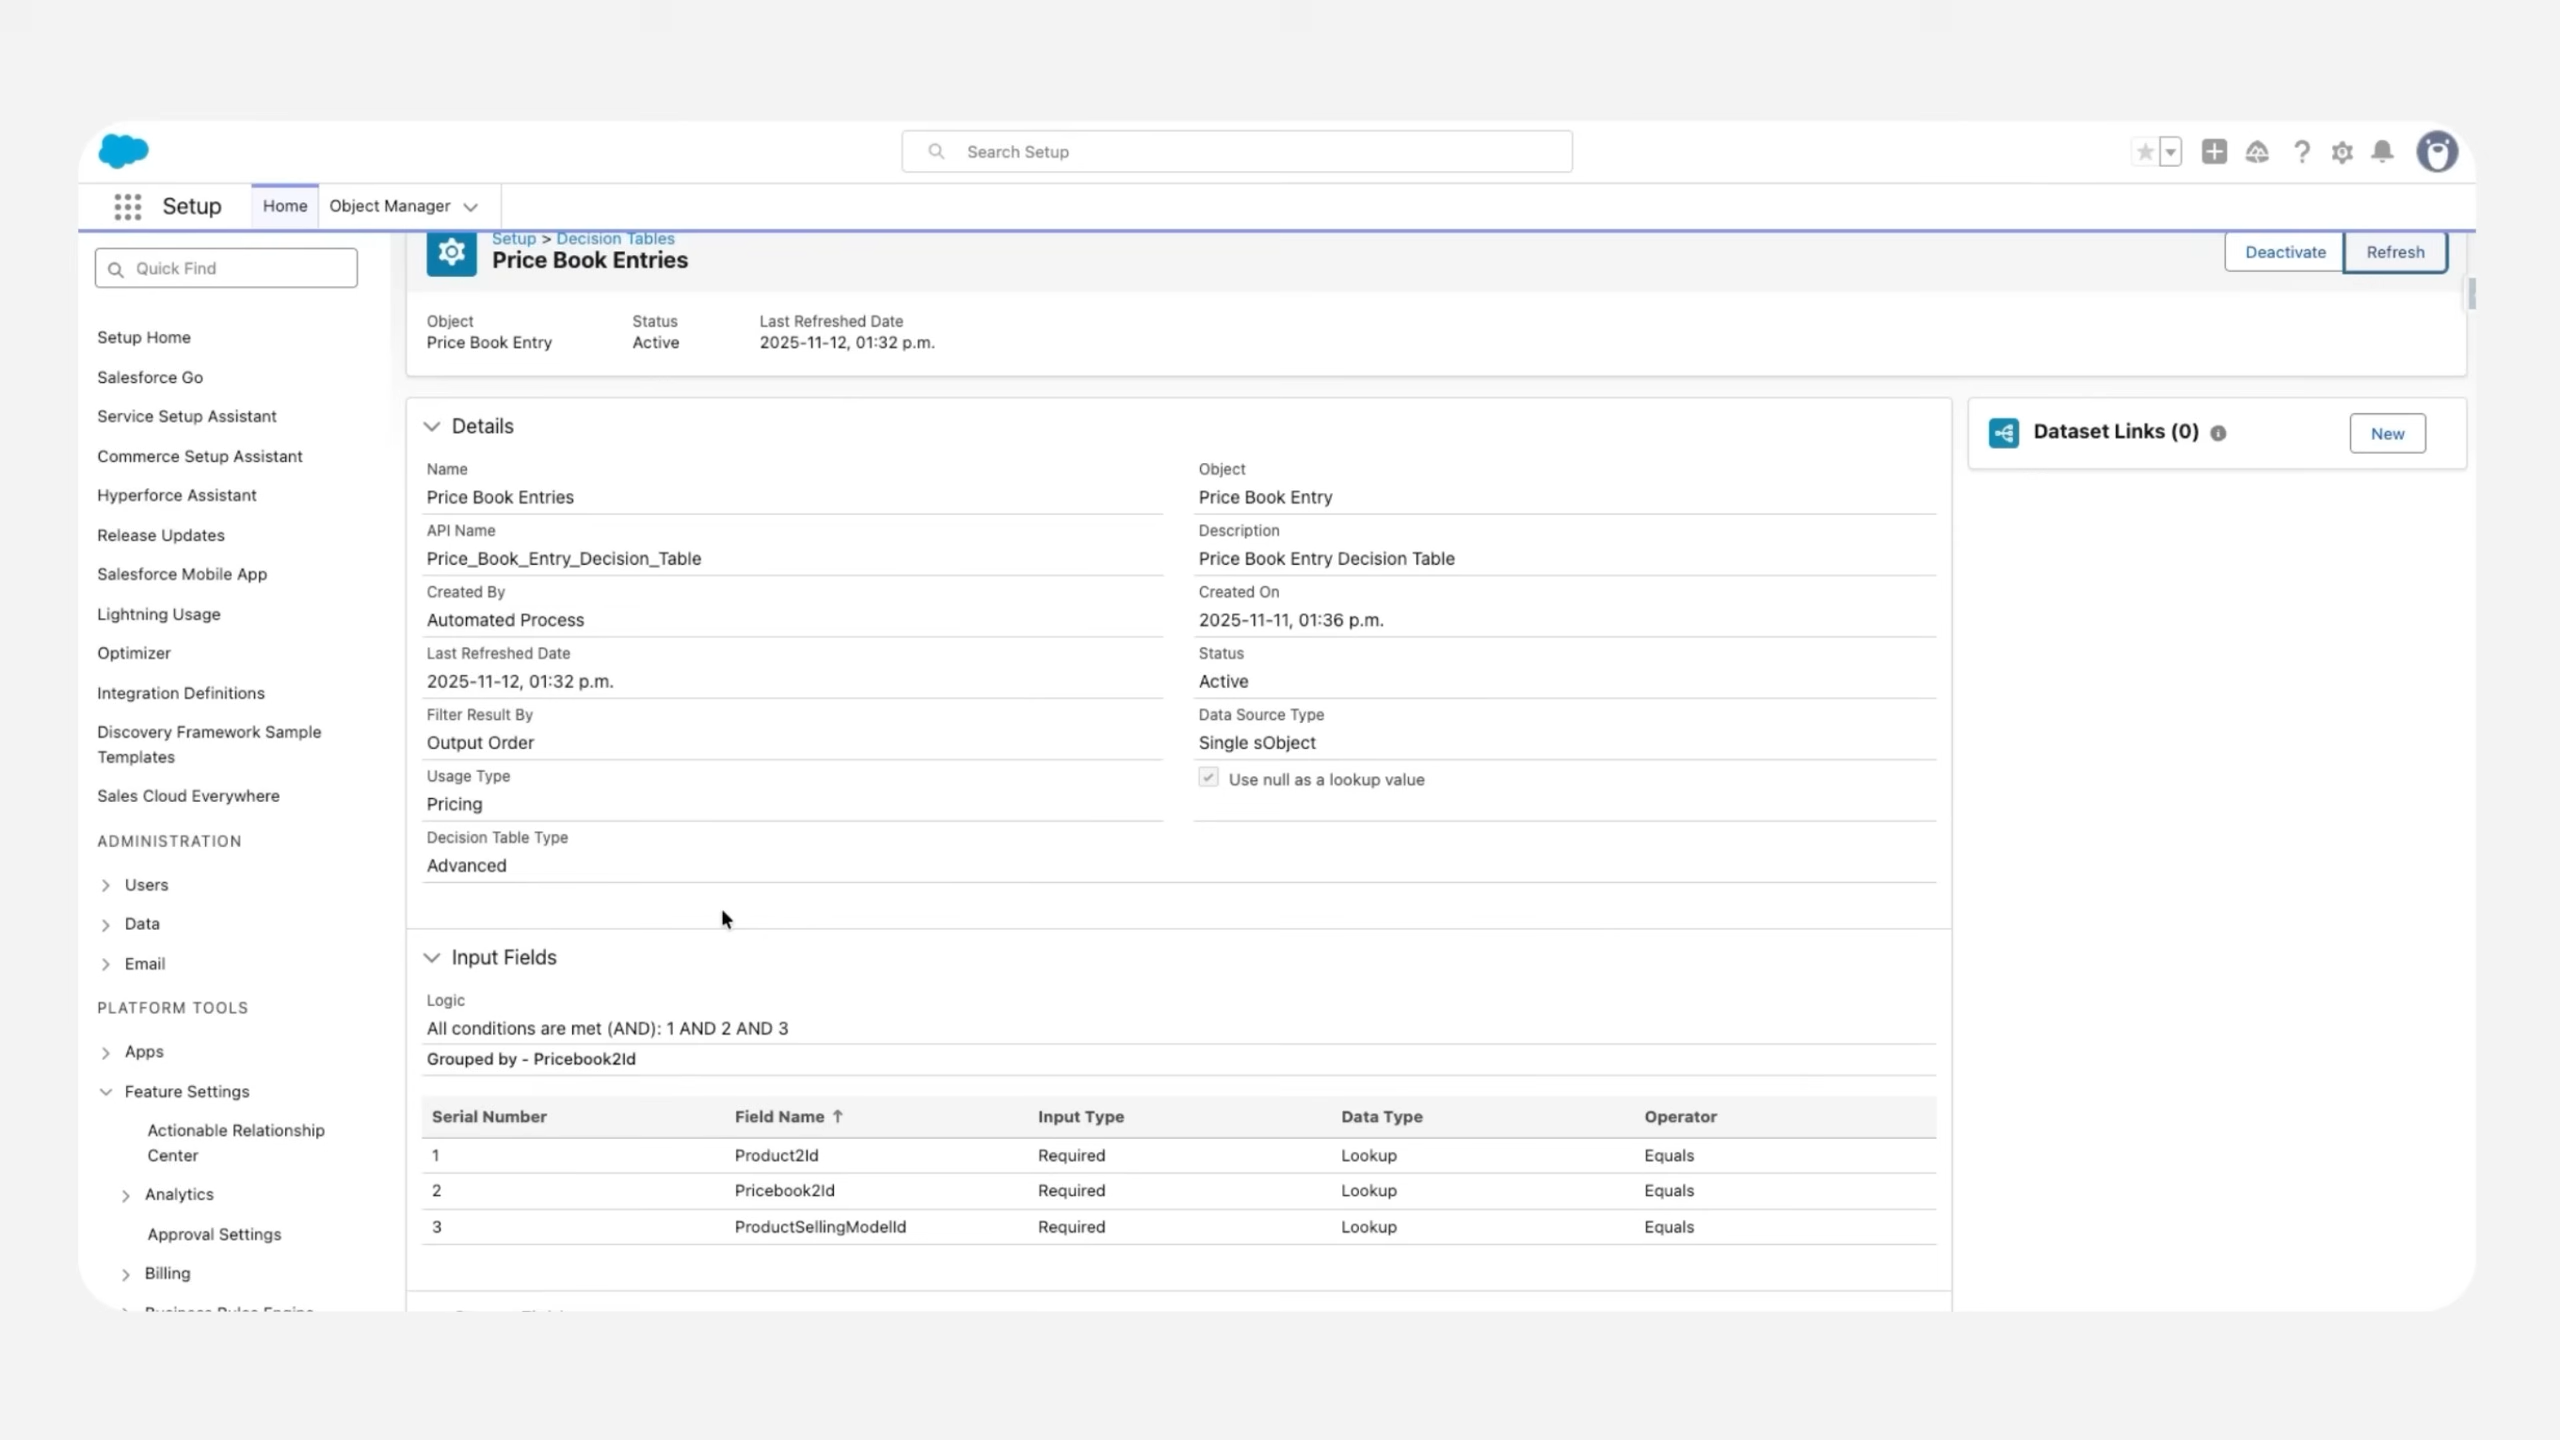 Search Setup
Setup
Home
Object Manager
Quick Find
Setup Home
Salesforce Go
Service Setup Assistant
Commerce Setup Assistant
Hyperforce Assistant
Release Updates
Salesforce Mobile App
Lightning Usage
Optimizer
Integration Definitions
Discovery Framework Sample
Templates
Sales Cloud Everywhere
ADMINISTRATION
Users
Data
Email
PLATFORM TOOLS
Apps
Feature Settings
Actionable Relationship
Center
Analytics
Approval Settings
Billing
Business Rules Engine
Setup > Decision Tables
Price Book Entries
Deactivate
Refresh
Object
Price Book Entry
Status
Active
Last Refreshed Date
2025-11-12, 01:32 p.m.
Details
Name
Price Book Entries
Object
Price Book Entry
API Name
Price_Book_Entry_Decision_Table
Description
Price Book Entry Decision Table
Created By
Automated Process
Created On
2025-11-11, 01:36 p.m.
Last Refreshed Date
2025-11-12, 01:32 p.m.
Status
Active
Filter Result By
Output Order
Data Source Type
Single sObject
Usage Type
Pricing
Use null as a lookup value
Decision Table Type
Advanced
Input Fields
Logic
All conditions are met (AND): 1 AND 2 AND 3
Grouped by - Pricebook2Id
Serial Number Field Name ↑ Input Type Data Type Operator
1 Product2Id Required Lookup Equals
2 Pricebook2Id Required Lookup Equals
3 ProductSellingModelId Required Lookup Equals
Dataset Links (0)
New